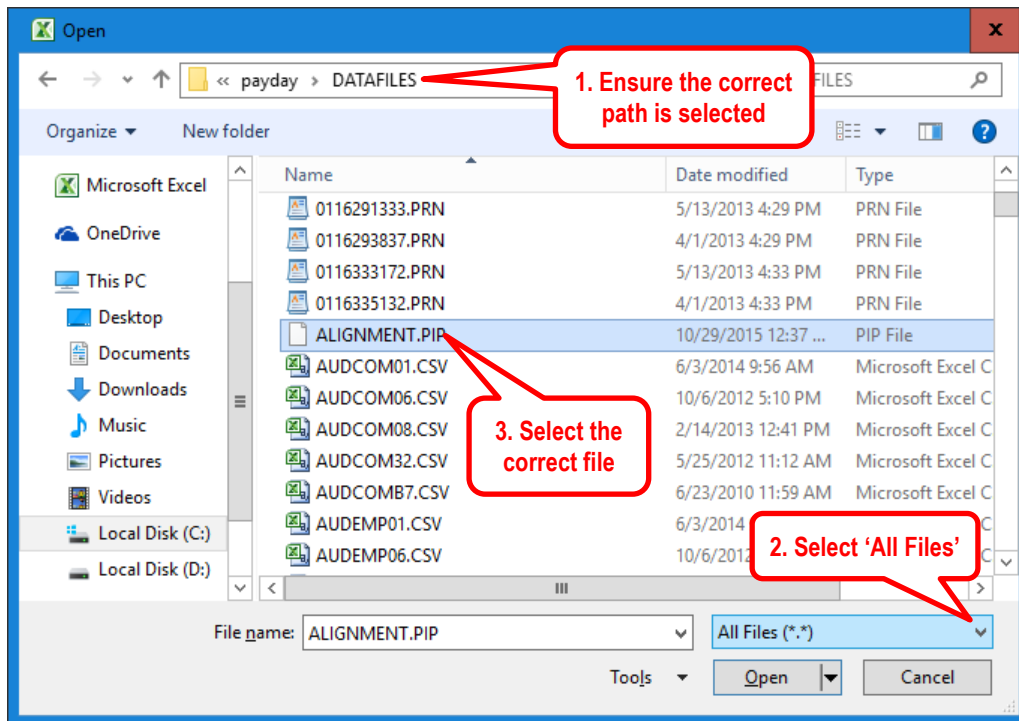 Open
x
« payday > DATAFILES
FILES
1. Ensure the correct
path is selected
Organize
New folder
?
Name
Date modified
Type
Microsoft Excel
OneDrive
This PC
Desktop
Documents
Downloads
Music
Pictures
Videos
Local Disk (C:)
Local Disk (D:)
0116291333.PRN 5/13/2013 4:29 PM PRN File
0116293837.PRN 4/1/2013 4:29 PM PRN File
0116333172.PRN 5/13/2013 4:33 PM PRN File
0116335132.PRN 4/1/2013 4:33 PM PRN File
ALIGNMENT.PIP 10/29/2015 12:37 ... PIP File
AUDCOM01.CSV 6/3/2014 9:56 AM Microsoft Excel C
AUDCOM06.CSV 10/6/2012 5:10 PM Microsoft Excel C
AUDCOM08.CSV 2/14/2013 12:41 PM Microsoft Excel C
AUDCOM32.CSV 5/25/2012 11:12 AM Microsoft Excel C
AUDCOMB7.CSV 6/23/2010 11:59 AM Microsoft Excel C
AUDEMP01.CSV 6/3/2014 C
AUDEMP06.CSV 10/6/2012 C
3. Select the
correct file
2. Select ‘All Files’
File name: ALIGNMENT.PIP
All Files (*.*)
Tools
Open
Cancel